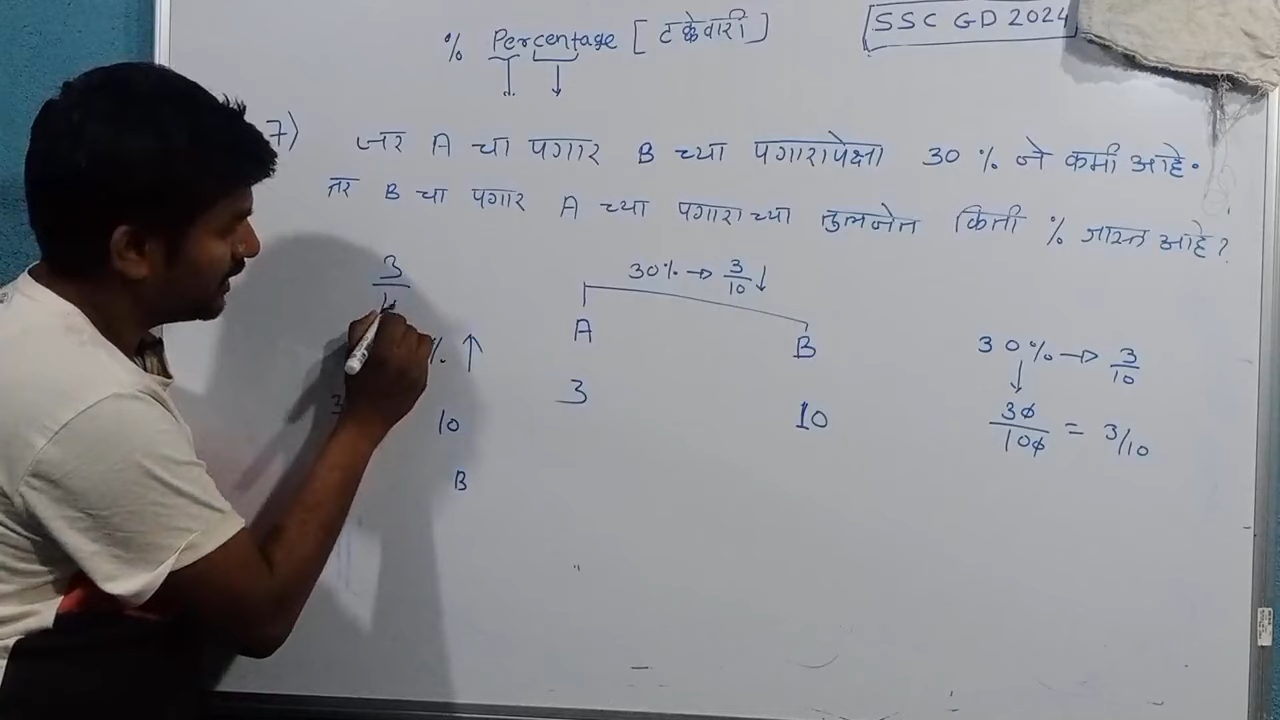 % Percentage [ टक्केवारी ]
SSC GD 2024
7) जर A चा पगार B च्या पगारापेक्षा 30 % ने कमी आहे.
तर B चा पगार A च्या पगाराच्या तुलनेत किती % जास्त आहे?
3
30% → 3/10 ↓
A B
% ↑
30% → 3/10
3 10
10
30/100 = 3/10
B